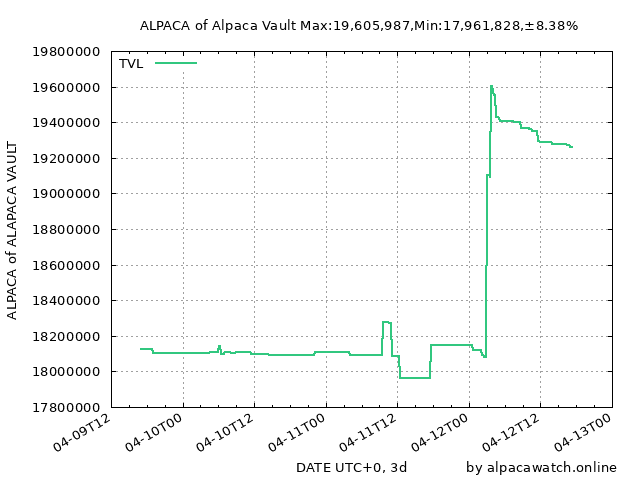 ALPACA of Alpaca Vault Max:19,605,987,Min:17,961,828,±8.38%
19800000
19600000
19400000
19200000
19000000
18800000
18600000
18400000
18200000
18000000
17800000
TVL
ALPACA of ALAPACA VAULT
04-09T12
04-10T00
04-10T12
04-11T00
04-11T12
04-12T00
04-12T12
04-13T00
DATE UTC+0, 3d
by alpacawatch.online